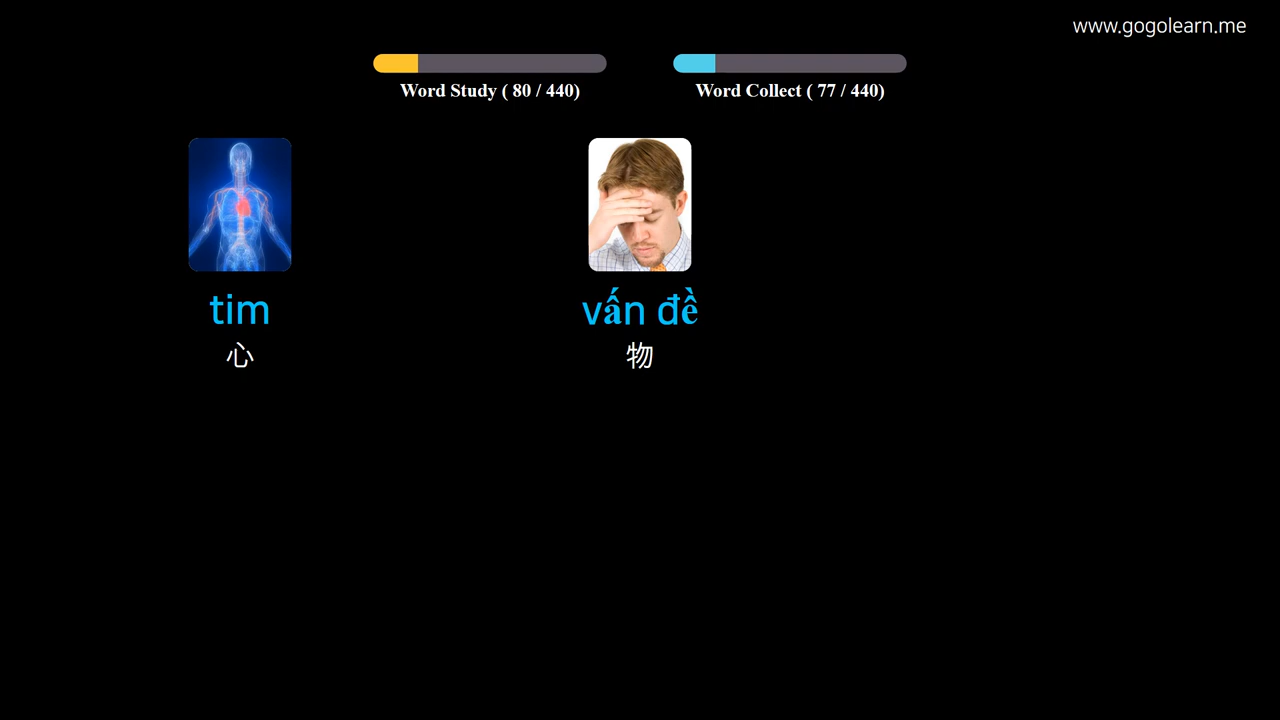 www.gogolearn.me
Word Study ( 80 / 440)
Word Collect ( 77 / 440)
tim
vấn đề
心
物